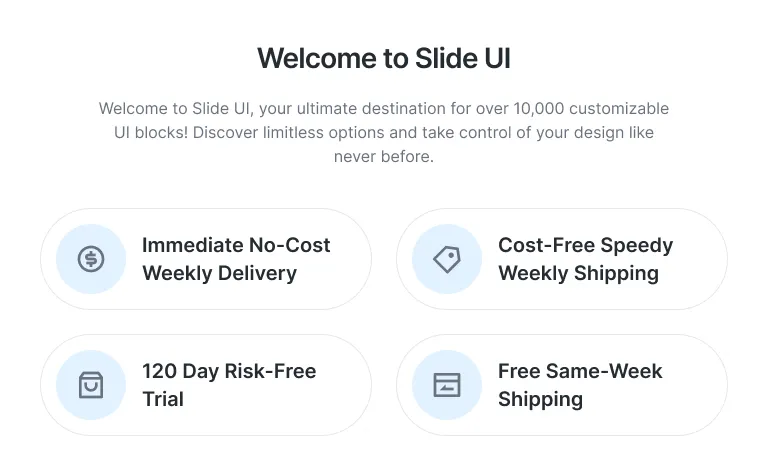 Welcome to Slide UI
Welcome to Slide UI, your ultimate destination for over 10,000 customizable
UI blocks! Discover limitless options and take control of your design like
never before.
Immediate No-Cost
Weekly Delivery
Cost-Free Speedy
Weekly Shipping
120 Day Risk-Free
Trial
Free Same-Week
Shipping